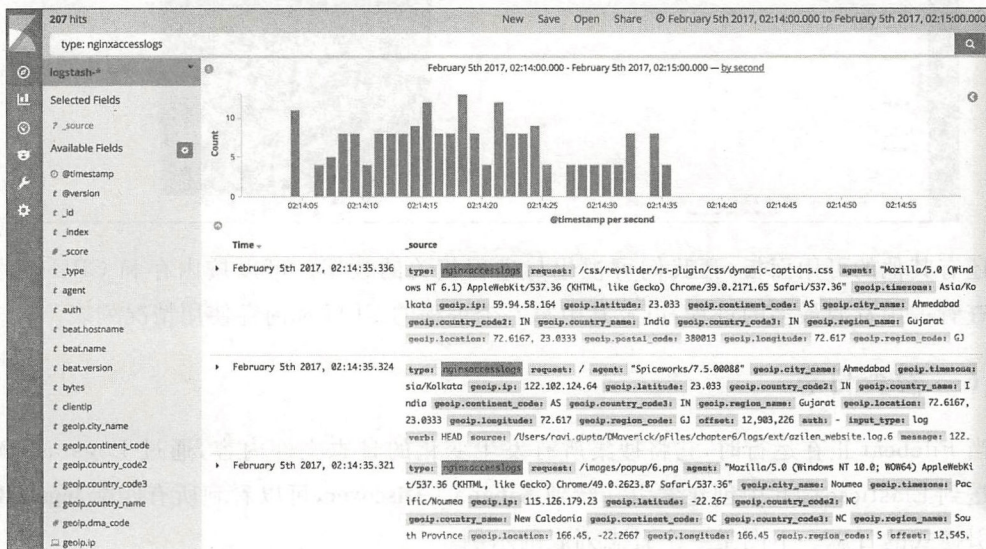 207 hits
New Save Open Share February 5th 2017, 02:14:00.000 to February 5th 2017, 02:15:00.000
type: nginxaccesslogs
logstash-*
February 5th 2017, 02:14:00.000 - February 5th 2017, 02:15:00.000 — by second
Selected Fields
? _source
Available Fields
@timestamp
t @version
t _id
t _index
# _score
t _type
t agent
t auth
t beat.hostname
t beat.name
t beat.version
t bytes
t clientip
t geoip.city_name
t geoip.continent_code
t geoip.country_code2
t geoip.country_code3
t geoip.country_name
# geoip.dma_code
geoip.ip
Count
10
5
0
02:14:05 02:14:10 02:14:15 02:14:20 02:14:25 02:14:30 02:14:35 02:14:40 02:14:45 02:14:50 02:14:55
@timestamp per second
Time _source
February 5th 2017, 02:14:35.336 type: nginxaccesslogs request: /css/revslider/rs-plugin/css/dynamic-captions.css agent: "Mozilla/5.0 (Wind
ows NT 6.1) AppleWebKit/537.36 (KHTML, like Gecko) Chrome/39.0.2171.65 Safari/537.36" geoip.timezone: Asia/Ko
lkata geoip.ip: 59.94.58.164 geoip.latitude: 23.033 geoip.continent_code: AS geoip.city_name: Ahmedabad
geoip.country_code2: IN geoip.country_name: India geoip.country_code3: IN geoip.region_name: Gujarat
geoip.location: 72.6167, 23.0333 geoip.postal_code: 380013 geoip.longitude: 72.617 geoip.region_code: GJ
February 5th 2017, 02:14:35.324 type: nginxaccesslogs request: / agent: "Spiceworks/7.5.00088" geoip.city_name: Ahmedabad geoip.timezone:
sia/Kolkata geoip.ip: 122.102.124.64 geoip.latitude: 23.033 geoip.country_code2: IN geoip.country_name: I
ndia geoip.continent_code: AS geoip.country_code3: IN geoip.region_name: Gujarat geoip.location: 72.6167,
23.0333 geoip.longitude: 72.617 geoip.region_code: GJ offset: 12,903,226 auth: - input_type: log
verb: HEAD source: /Users/ravi.gupta/DMaverick/pFiles/chapter6/logs/ext/azilen_website.log.6 message: 122.
February 5th 2017, 02:14:35.321 type: nginxaccesslogs request: /images/popup/6.png agent: "Mozilla/5.0 (Windows NT 10.0; WOW64) AppleWebKi
t/537.36 (KHTML, like Gecko) Chrome/49.0.2623.87 Safari/537.36" geoip.city_name: Noumea geoip.timezone: Pac
ific/Noumea geoip.ip: 115.126.179.23 geoip.latitude: -22.267 geoip.country_code2: NC
geoip.country_name: New Caledonia geoip.continent_code: OC geoip.country_code3: NC geoip.region_name: Sou
th Province geoip.location: 166.45, -22.2667 geoip.longitude: 166.45 geoip.region_code: S offset: 12,545,